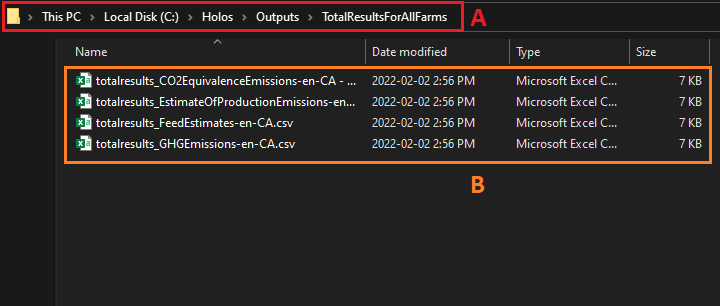 This PC > Local Disk (C:) > Holos > Outputs > TotalResultsForAllFarms
A
Name Date modified Type Size
totalresults_CO2EquivalenceEmissions-en-CA - ... 2022-02-02 2:56 PM Microsoft Excel C... 7 KB
totalresults_EstimateOfProductionEmissions-en... 2022-02-02 2:56 PM Microsoft Excel C... 7 KB
totalresults_FeedEstimates-en-CA.csv 2022-02-02 2:56 PM Microsoft Excel C... 7 KB
totalresults_GHGEmissions-en-CA.csv 2022-02-02 2:56 PM Microsoft Excel C... 7 KB
B